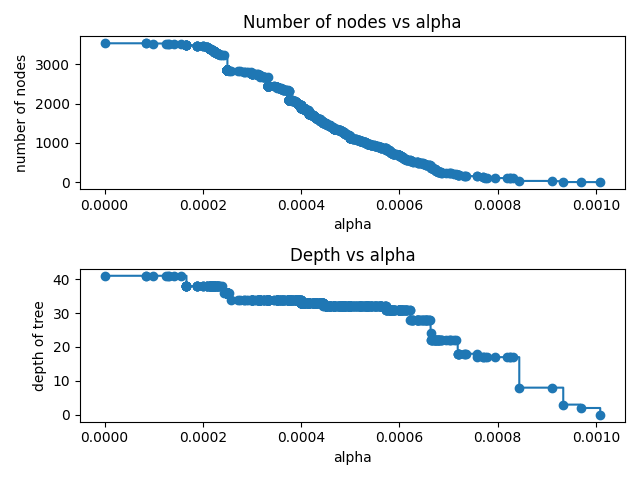 Number of nodes vs alpha
number of nodes
3000
2000
1000
0
0.0000 0.0002 0.0004 0.0006 0.0008 0.0010
alpha
Depth vs alpha
depth of tree
40
30
20
10
0
0.0000 0.0002 0.0004 0.0006 0.0008 0.0010
alpha